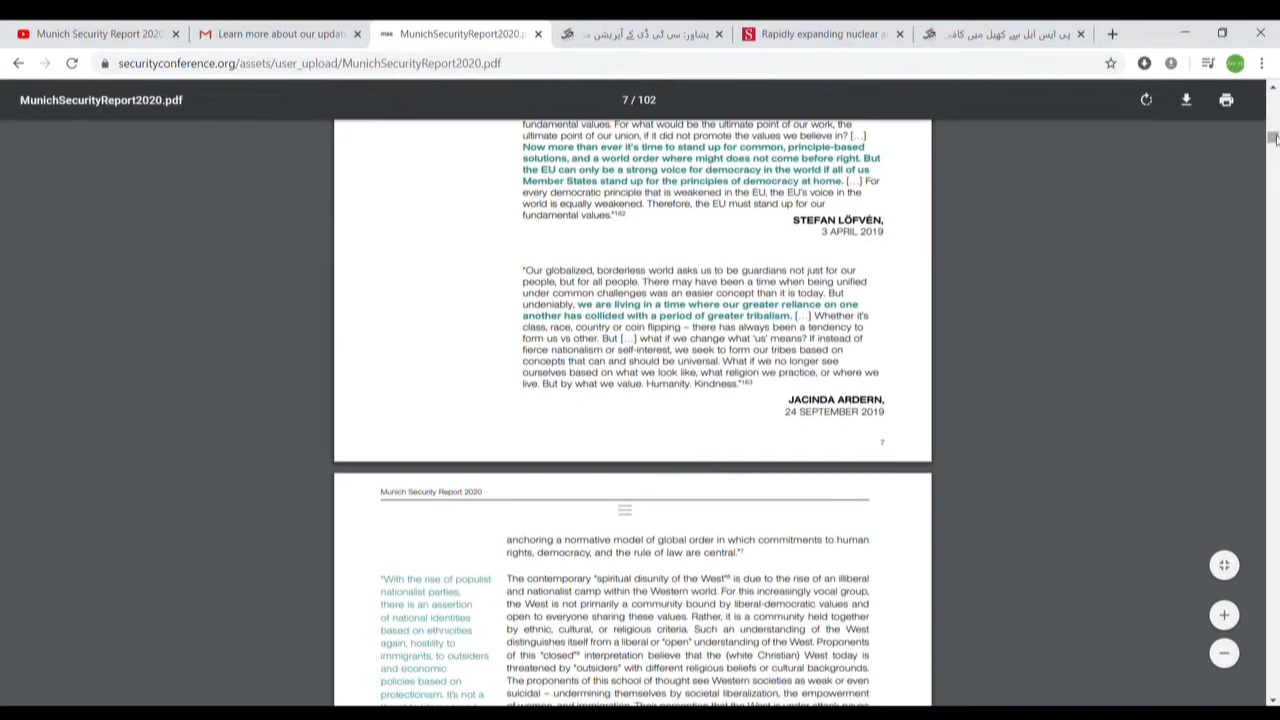 Munich Security Report 2020
Learn more about our updat
msc
MunichSecurityReport2020.p
پشاور: سی ٹی ڈی کے آپریشن م
S
Rapidly expanding nuclear a
پی ایس ایل سے کھیل میں کافی
securityconference.org/assets/user_upload/MunichSecurityReport2020.pdf
MunichSecurityReport2020.pdf
7 / 102
fundamental values. For what would be the ultimate point of our work, the
ultimate point of our union, if it did not promote the values we believe in? […]
Now more than ever it's time to stand up for common, principle-based
solutions, and a world order where might does not come before right. But
the EU can only be a strong voice for democracy in the world if all of us
Member States stand up for the principles of democracy at home. […] For
every democratic principle that is weakened in the EU, the EU's voice in the
world is equally weakened. Therefore, the EU must stand up for our
fundamental values."162
STEFAN LÖFVÉN,
3 APRIL 2019
"Our globalized, borderless world asks us to be guardians not just for our
people, but for all people. There may have been a time when being unified
under common challenges was an easier concept than it is today. But
undeniably, we are living in a time where our greater reliance on one
another has collided with a period of greater tribalism. […] Whether it's
class, race, country or coin flipping – there has always been a tendency to
form us vs other. But […] what if we change what 'us' means? If instead of
fierce nationalism or self-interest, we seek to form our tribes based on
concepts that can and should be universal. What if we no longer see
ourselves based on what we look like, what religion we practice, or where we
live. But by what we value. Humanity. Kindness."163
JACINDA ARDERN,
24 SEPTEMBER 2019
7
Munich Security Report 2020
anchoring a normative model of global order in which commitments to human
rights, democracy, and the rule of law are central."7
"With the rise of populist
nationalist parties,
there is an assertion
of national identities
based on ethnicities
again, hostility to
immigrants, to outsiders
and economic
policies based on
protectionism. It's not a
The contemporary "spiritual disunity of the West"8 is due to the rise of an illiberal
and nationalist camp within the Western world. For this increasingly vocal group,
the West is not primarily a community bound by liberal-democratic values and
open to everyone sharing these values. Rather, it is a community held together
by ethnic, cultural, or religious criteria. Such an understanding of the West
distinguishes itself from a liberal or "open" understanding of the West. Proponents
of this "closed"9 interpretation believe that the (white Christian) West today is
threatened by "outsiders" with different religious beliefs or cultural backgrounds.
The proponents of this school of thought see Western societies as weak or even
suicidal – undermining themselves by societal liberalization, the empowerment